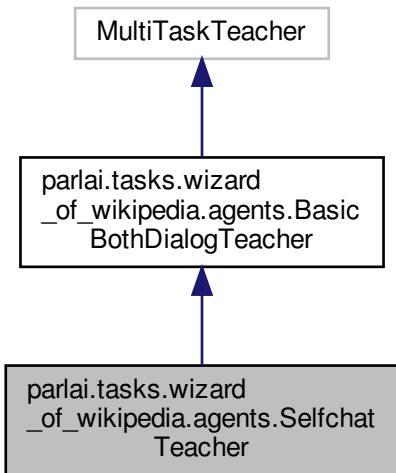 MultiTaskTeacher
parlai.tasks.wizard
_of_wikipedia.agents.Basic
BothDialogTeacher
parlai.tasks.wizard
_of_wikipedia.agents.Selfchat
Teacher